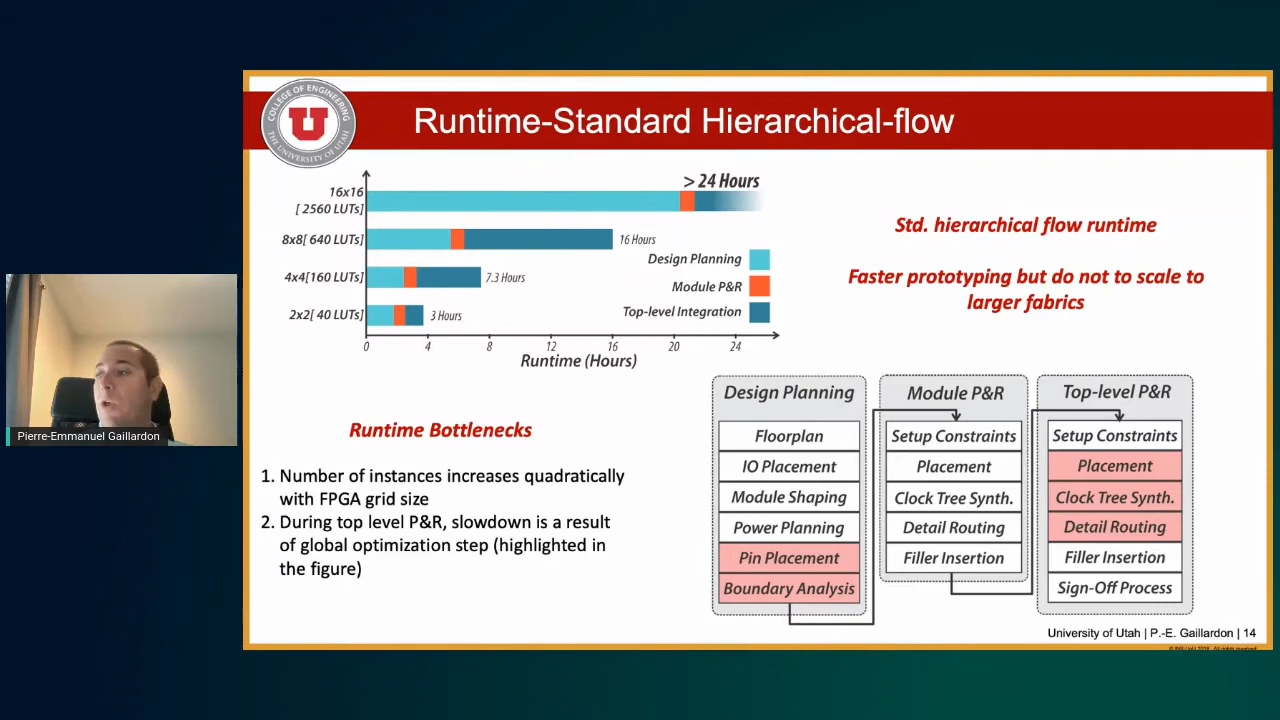 COLLEGE OF ENGINEERING
THE UNIVERSITY OF UTAH
Runtime-Standard Hierarchical-flow
> 24 Hours
16x16
[ 2560 LUTs]
8x8[ 640 LUTs]
16 Hours
4x4[160 LUTs]
7.3 Hours
2x2[ 40 LUTs]
3 Hours
Design Planning
Module P&R
Top-level Integration
0 4 8 12 16 20 24
Runtime (Hours)
Std. hierarchical flow runtime
Faster prototyping but do not to scale to
larger fabrics
Runtime Bottlenecks
1. Number of instances increases quadratically
with FPGA grid size
2. During top level P&R, slowdown is a result
of global optimization step (highlighted in
the figure)
Design Planning
Floorplan
IO Placement
Module Shaping
Power Planning
Pin Placement
Boundary Analysis
Module P&R
Setup Constraints
Placement
Clock Tree Synth.
Detail Routing
Filler Insertion
Top-level P&R
Setup Constraints
Placement
Clock Tree Synth.
Detail Routing
Filler Insertion
Sign-Off Process
Pierre-Emmanuel Gaillardon
University of Utah | P.-E. Gaillardon | 14